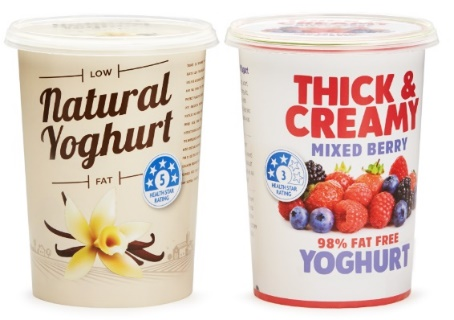 LOW
Natural
Yoghurt
FAT
5
HEALTH STAR
RATING
THICK &
CREAMY
MIXED BERRY
3
HEALTH STAR
RATING
98% FAT FREE
YOGHURT